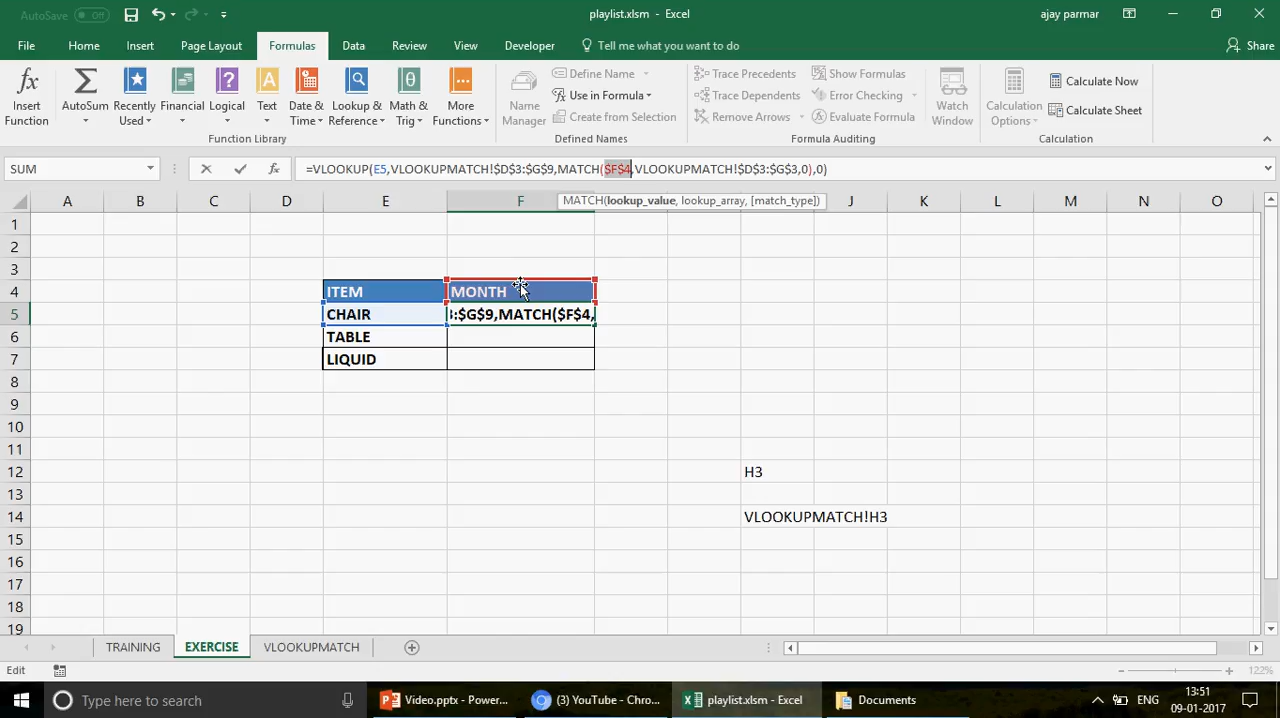 AutoSave Off
playlist.xlsm - Excel
ajay parmar
File Home Insert Page Layout Formulas Data Review View Developer Tell me what you want to do Share
Insert Function
AutoSum
Recently Used
Financial
Logical
Text
Date & Time
Lookup & Reference
Math & Trig
More Functions
Function Library
Name Manager
Define Name
Use in Formula
Create from Selection
Defined Names
Trace Precedents
Trace Dependents
Remove Arrows
Show Formulas
Error Checking
Evaluate Formula
Formula Auditing
Watch Window
Calculation Options
Calculate Now
Calculate Sheet
Calculation
SUM
fx
=VLOOKUP(E5,VLOOKUPMATCH!$D$3:$G$9,MATCH($F$4,VLOOKUPMATCH!$D$3:$G$3,0),0)
MATCH(lookup_value, lookup_array, [match_type])
A B C D E F J K L M N O
1
2
3
4 ITEM MONTH
5 CHAIR 3:$G$9,MATCH($F$4,
6 TABLE
7 LIQUID
8
9
10
11
12 H3
13
14 VLOOKUPMATCH!H3
15
16
17
18
19
TRAINING EXERCISE VLOOKUPMATCH
Edit
122%
Type here to search
Video.pptx - Power...
(3) YouTube - Chro...
playlist.xlsm - Excel
Documents
ENG
13:51
09-01-2017